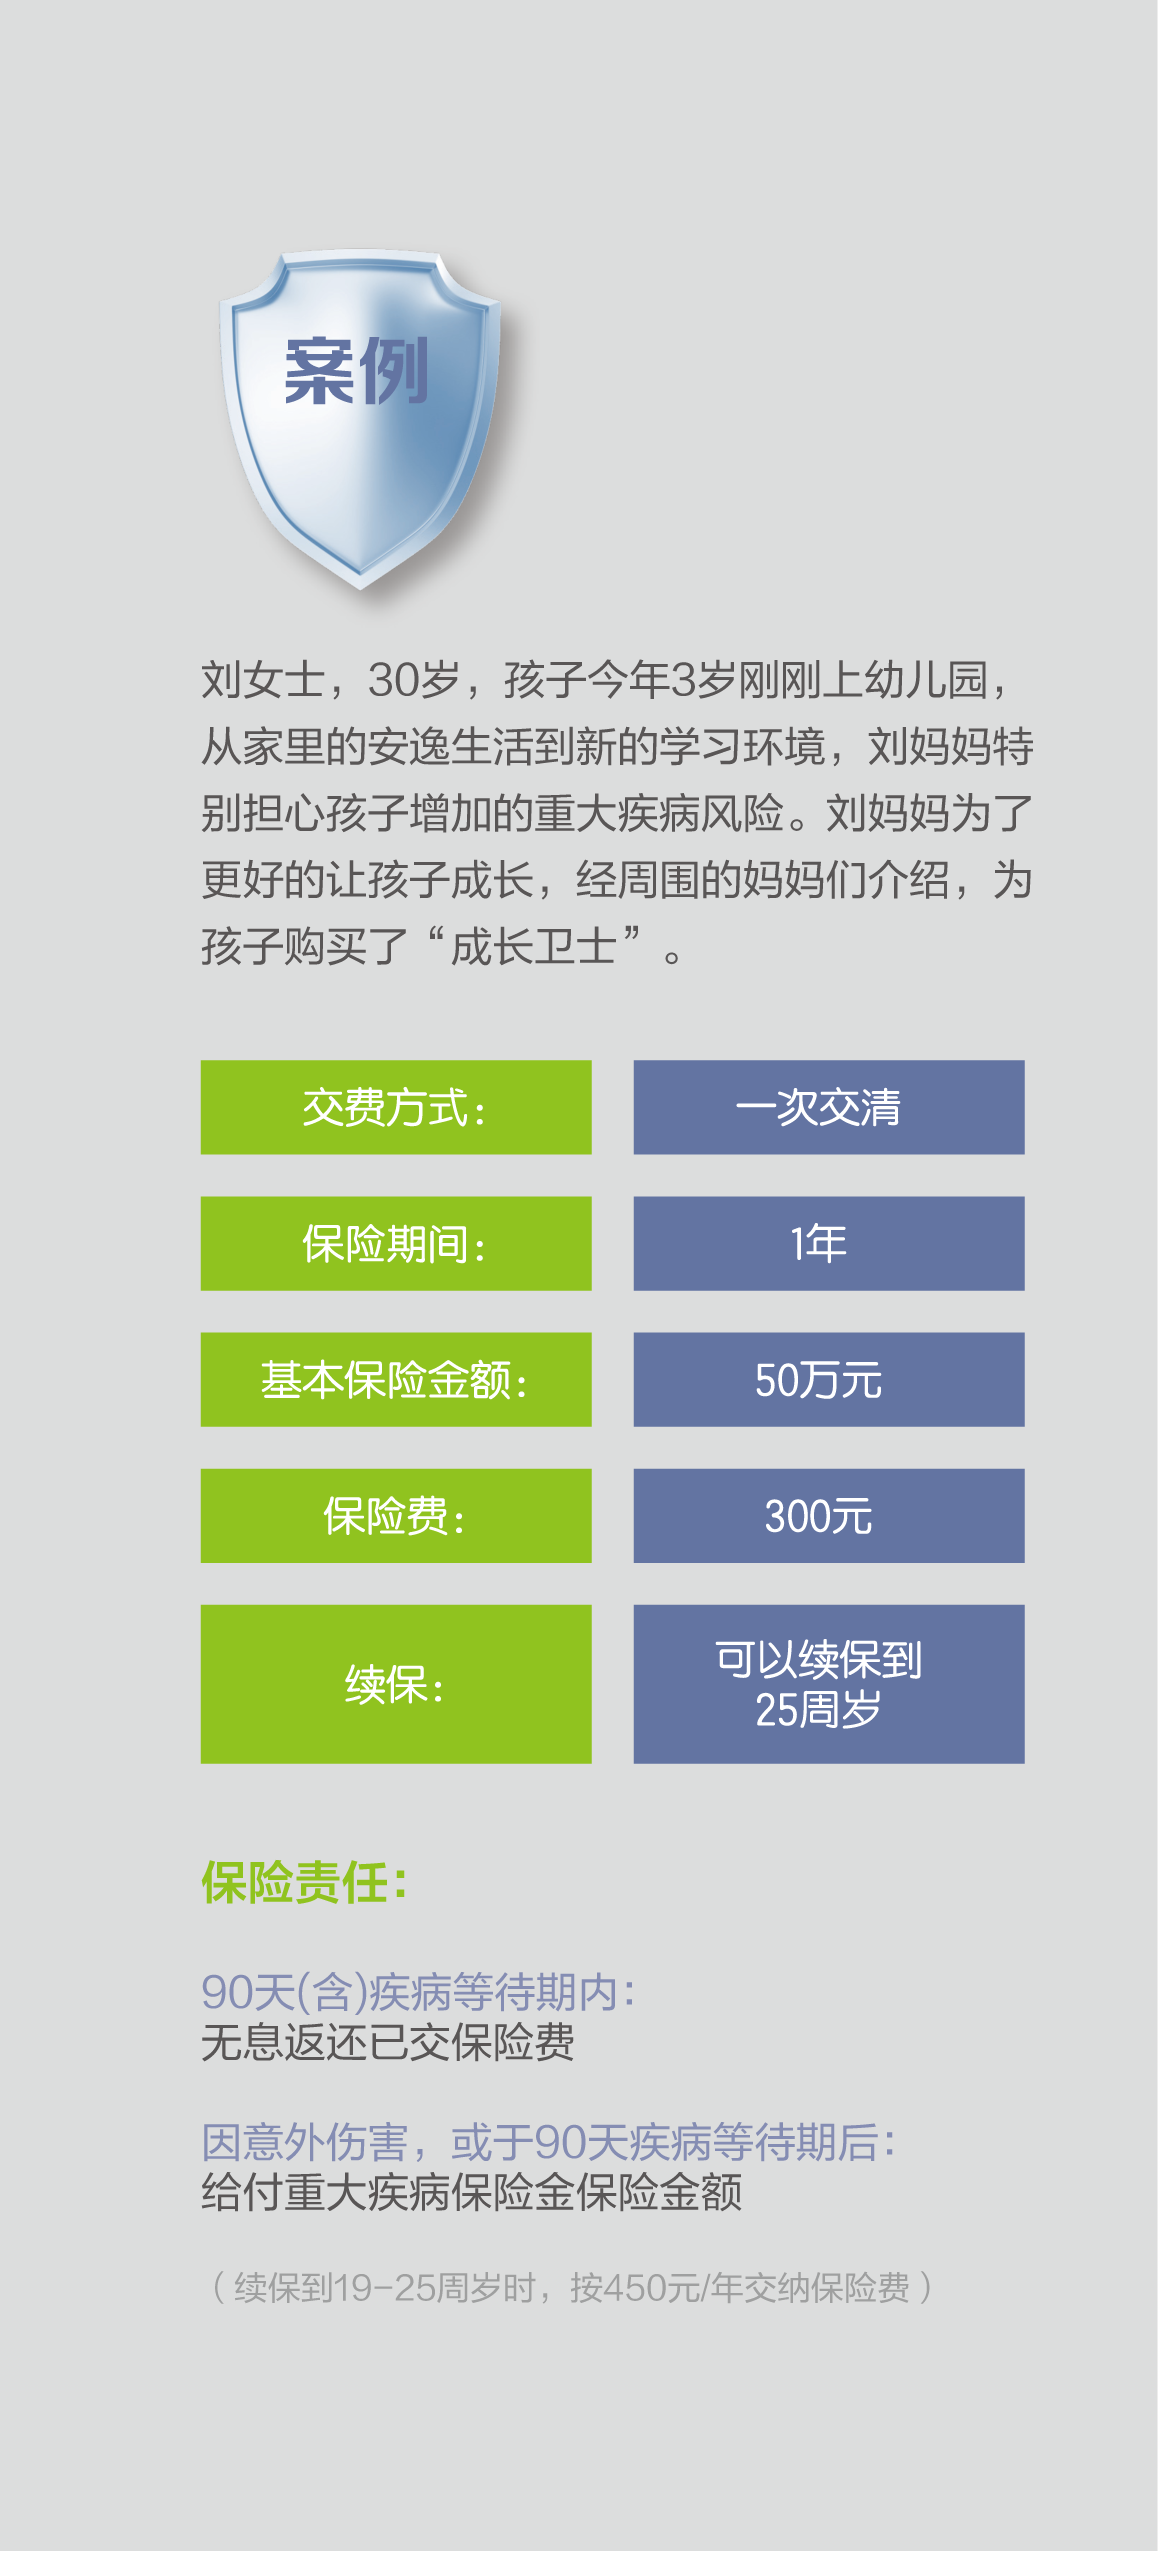 案例
刘女士，30岁，孩子今年3岁刚刚上幼儿园，
从家里的安逸生活到新的学习环境，刘妈妈特
别担心孩子增加的重大疾病风险。刘妈妈为了
更好的让孩子成长，经周围的妈妈们介绍，为
孩子购买了“成长卫士”。
交费方式：
一次交清
保险期间：
1年
基本保险金额：
50万元
保险费：
300元
续保：
可以续保到
25周岁
保险责任：
90天(含)疾病等待期内：
无息返还已交保险费
因意外伤害，或于90天疾病等待期后：
给付重大疾病保险金保险金额
（续保到19-25周岁时，按450元/年交纳保险费）